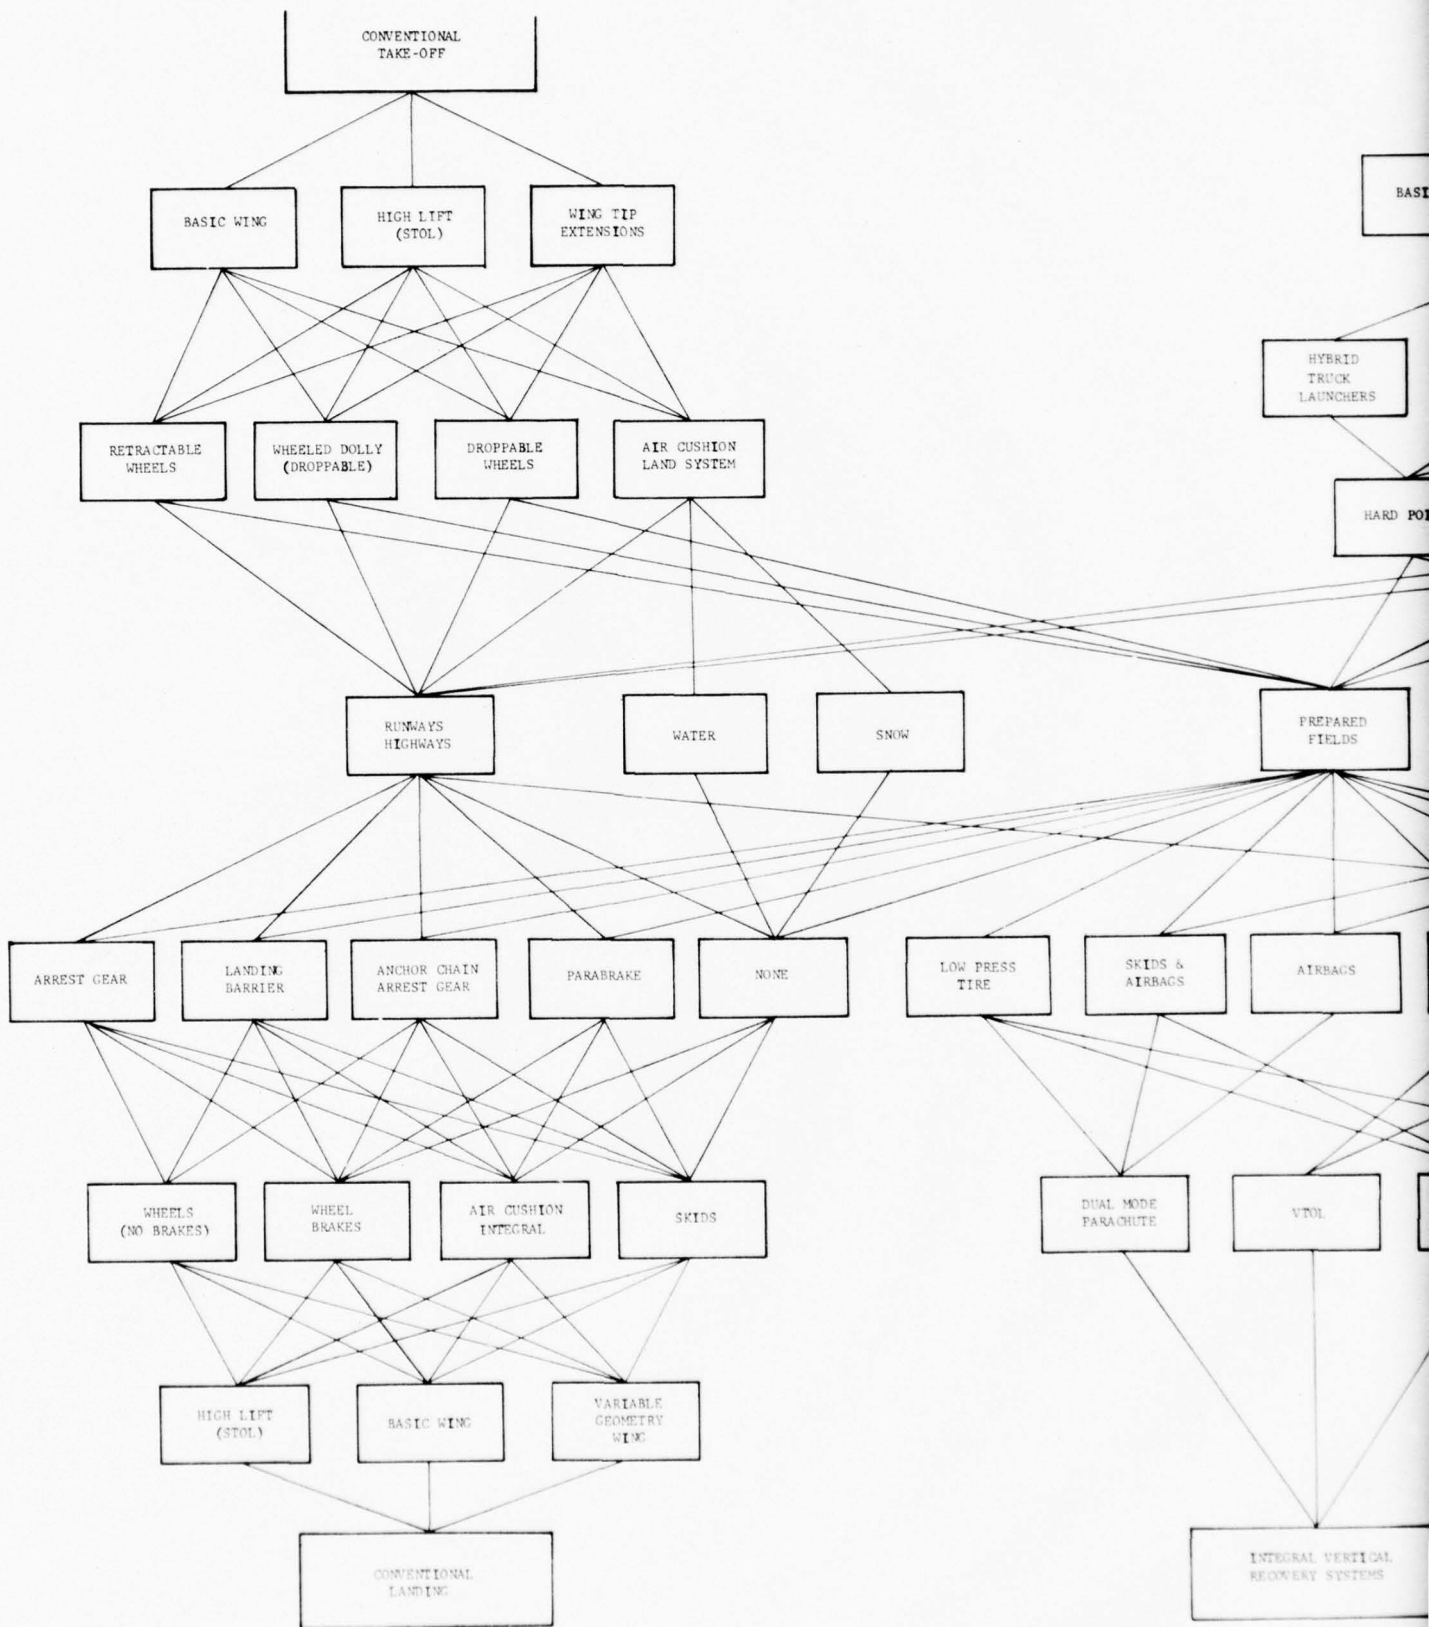 CONVENTIONAL
TAKE-OFF
BASIC WING
HIGH LIFT
(STOL)
WING TIP
EXTENSIONS
BASI
HYBRID
TRUCK
LAUNCHERS
RETRACTABLE
WHEELS
WHEELED DOLLY
(DROPPABLE)
DROPPABLE
WHEELS
AIR CUSHION
LAND SYSTEM
HARD POI
RUNWAYS
HIGHWAYS
WATER
SNOW
PREPARED
FIELDS
ARREST GEAR
LANDING
BARRIER
ANCHOR CHAIN
ARREST GEAR
PARABRAKE
NONE
LOW PRESS
TIRE
SKIDS &
AIRBAGS
AIRBAGS
WHEELS
(NO BRAKES)
WHEEL
BRAKES
AIR CUSHION
INTEGRAL
SKIDS
DUAL MODE
PARACHUTE
VTOL
HIGH LIFT
(STOL)
BASIC WING
VARIABLE
GEOMETRY
WING
CONVENTIONAL
LANDING
INTEGRAL VERTICAL
RECOVERY SYSTEMS